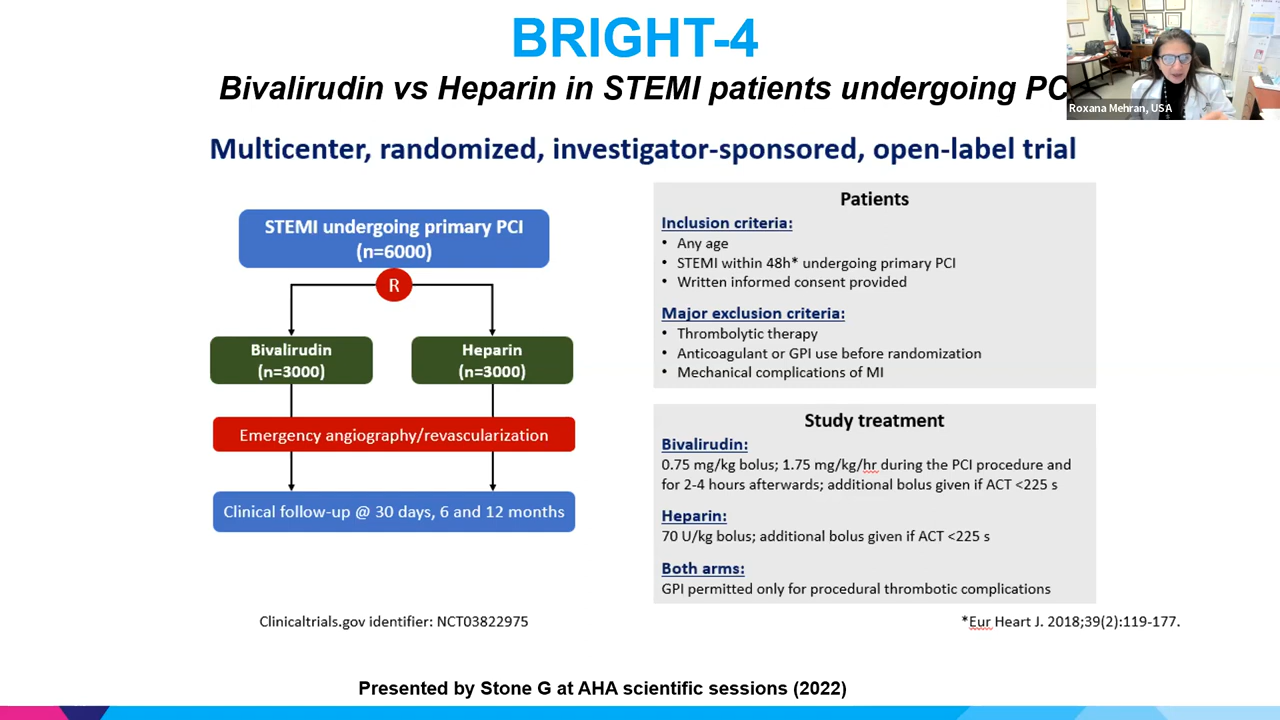 BRIGHT-4
Bivalirudin vs Heparin in STEMI patients undergoing PC
Roxana Mehran, USA
Multicenter, randomized, investigator-sponsored, open-label trial
STEMI undergoing primary PCI
(n=6000)
R
Bivalirudin
(n=3000)
Heparin
(n=3000)
Emergency angiography/revascularization
Clinical follow-up @ 30 days, 6 and 12 months
Patients
Inclusion criteria:
• Any age
• STEMI within 48h* undergoing primary PCI
• Written informed consent provided
Major exclusion criteria:
• Thrombolytic therapy
• Anticoagulant or GPI use before randomization
• Mechanical complications of MI
Study treatment
Bivalirudin:
0.75 mg/kg bolus; 1.75 mg/kg/hr during the PCI procedure and
for 2-4 hours afterwards; additional bolus given if ACT <225 s
Heparin:
70 U/kg bolus; additional bolus given if ACT <225 s
Both arms:
GPI permitted only for procedural thrombotic complications
Clinicaltrials.gov identifier: NCT03822975
*Eur Heart J. 2018;39(2):119-177.
Presented by Stone G at AHA scientific sessions (2022)